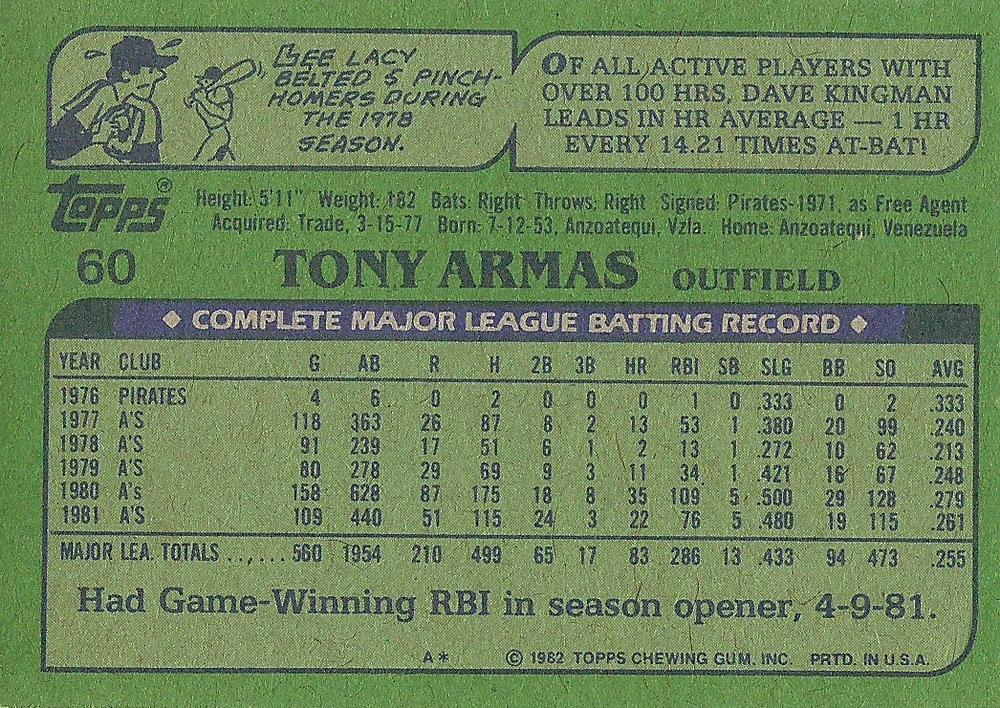 LEE LACY
BELTED 5 PINCH-
HOMERS DURING
THE 1978
SEASON.
OF ALL ACTIVE PLAYERS WITH
OVER 100 HRS, DAVE KINGMAN
LEADS IN HR AVERAGE — 1 HR
EVERY 14.21 TIMES AT-BAT!
Topps®
Height: 5'11" Weight: 182 Bats: Right Throws: Right Signed: Pirates-1971, as Free Agent
Acquired: Trade, 3-15-77 Born: 7-12-53, Anzoatequi, Vzla. Home: Anzoatequi, Venezuela
60 TONY ARMAS OUTFIELD
◆ COMPLETE MAJOR LEAGUE BATTING RECORD ◆
YEAR CLUB G AB R H 2B 3B HR RBI SB SLG BB SO AVG
1976 PIRATES 4 6 0 2 0 0 0 1 0 .333 0 2 .333
1977 A'S 118 363 26 87 8 2 13 53 1 .380 20 99 .240
1978 A'S 91 239 17 51 6 1 2 13 1 .272 10 62 .213
1979 A'S 80 278 29 69 9 3 11 34 1 .421 16 67 .248
1980 A's 158 628 87 175 18 8 35 109 5 .500 29 128 .279
1981 A'S 109 440 51 115 24 3 22 76 5 .480 19 115 .261
MAJOR LEA. TOTALS ..,.... 560 1954 210 499 65 17 83 286 13 .433 94 473 .255
Had Game-Winning RBI in season opener, 4-9-81.
A* © 1982 TOPPS CHEWING GUM, INC. PRTD. IN U.S.A.